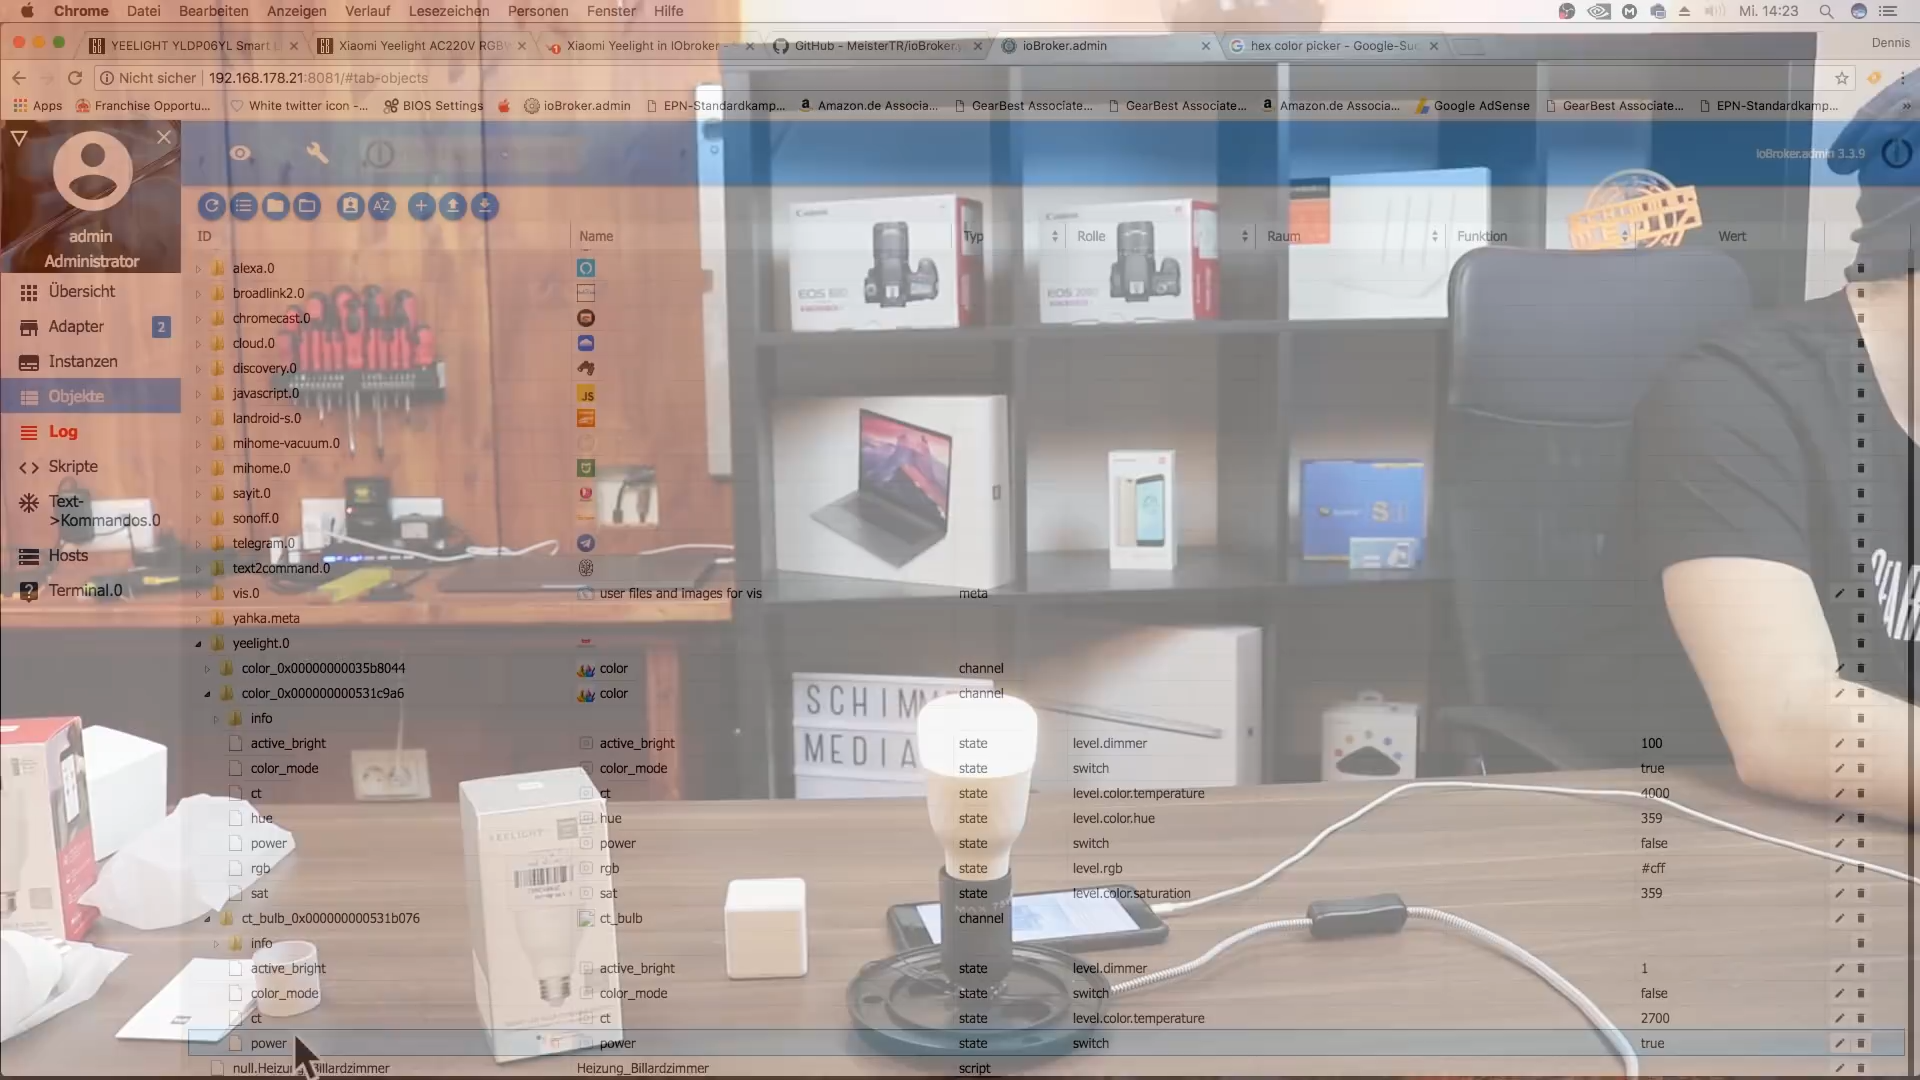 Chrome Datei Bearbeiten Anzeigen Verlauf Lesezeichen Personen Fenster Hilfe Mi. 14:23
YEELIGHT YLDP06YL Smart L Xiaomi Yeelight AC220V RGBW Xiaomi Yeelight in IObroker - GitHub - MeisterTR/ioBroker.y ioBroker.admin hex color picker - Google-Su Dennis
Nicht sicher 192.168.178.21:8081/#tab-objects
Apps Franchise Opportu... White twitter icon -... BIOS Settings ioBroker.admin EPN-Standardkamp... Amazon.de Associa... GearBest Associate... GearBest Associate... Amazon.de Associa... Google AdSense GearBest Associate... EPN-Standardkamp... »
ioBroker.admin 3.3.9
admin
Administrator
Übersicht
Adapter 2
Instanzen
Objekte
Log
Skripte
Text-
>Kommandos.0
Hosts
Terminal.0
ID Name Typ Rolle Raum Funktion Wert
alexa.0
broadlink2.0
chromecast.0
cloud.0
discovery.0
javascript.0 JS
landroid-s.0
mihome-vacuum.0
mihome.0
sayit.0
sonoff.0
telegram.0
text2command.0
vis.0 user files and images for vis meta
yahka.meta
yeelight.0
color_0x00000000035b8044 color channel
color_0x000000000531c9a6 color channel
info
active_bright active_bright state level.dimmer 100
color_mode color_mode state switch true
ct ct state level.color.temperature 4000
hue hue state level.color.hue 359
power power state switch false
rgb rgb state level.rgb #cff
sat sat state level.color.saturation 359
ct_bulb_0x000000000531b076 ct_bulb channel
info
active_bright active_bright state level.dimmer 1
color_mode color_mode state switch false
ct ct state level.color.temperature 2700
power power state switch true
Heizung_Billardzimmer script
Canon
Canon
SCHIMME
MEDIA
YEELIGHT